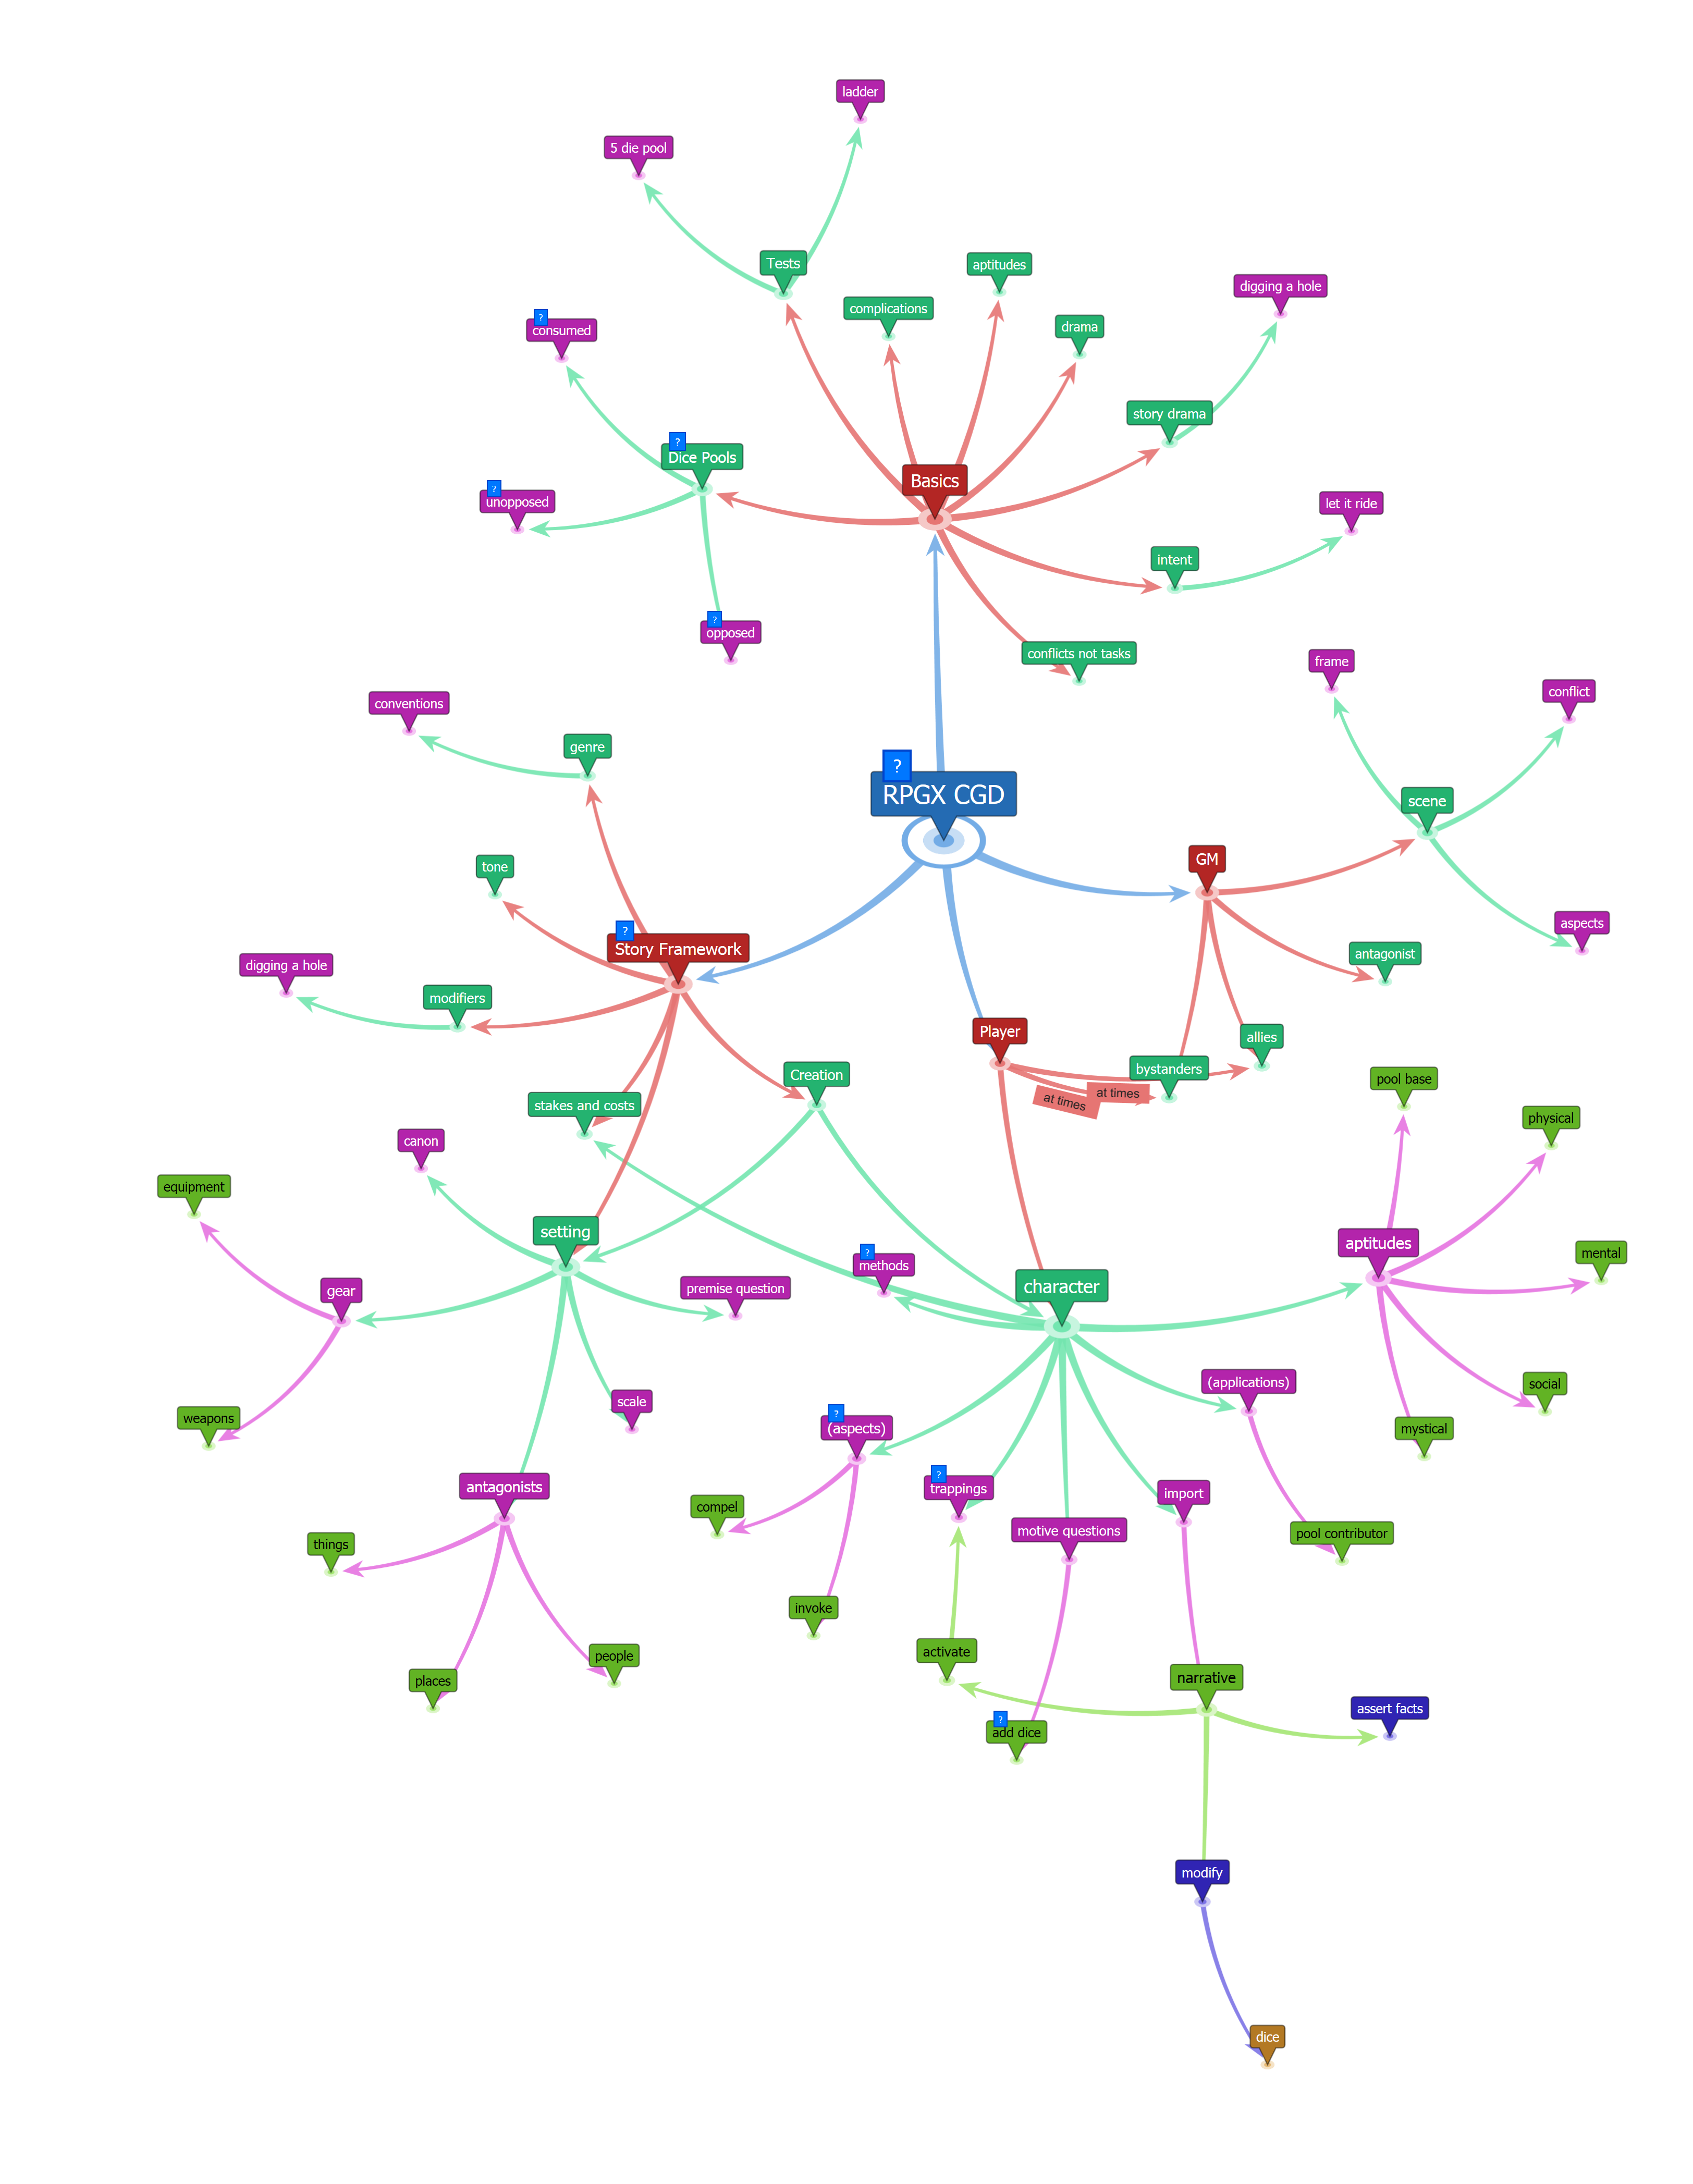 ladder
5 die pool
Tests
aptitudes
digging a hole
complications
?
consumed
drama
story drama
?
Dice Pools
Basics
?
unopposed
let it ride
intent
?
opposed
conflicts not tasks
frame
conflict
conventions
genre
?
RPGX CGD
scene
GM
tone
?
Story Framework
aspects
antagonist
digging a hole
modifiers
Player
allies
bystanders
at times
at times
Creation
pool base
stakes and costs
physical
canon
equipment
setting
aptitudes
mental
?
methods
premise question
character
gear
(applications)
social
scale
weapons
?
(aspects)
mystical
antagonists
?
trappings
import
compel
motive questions
pool contributor
things
invoke
activate
people
places
narrative
assert facts
?
add dice
modify
dice